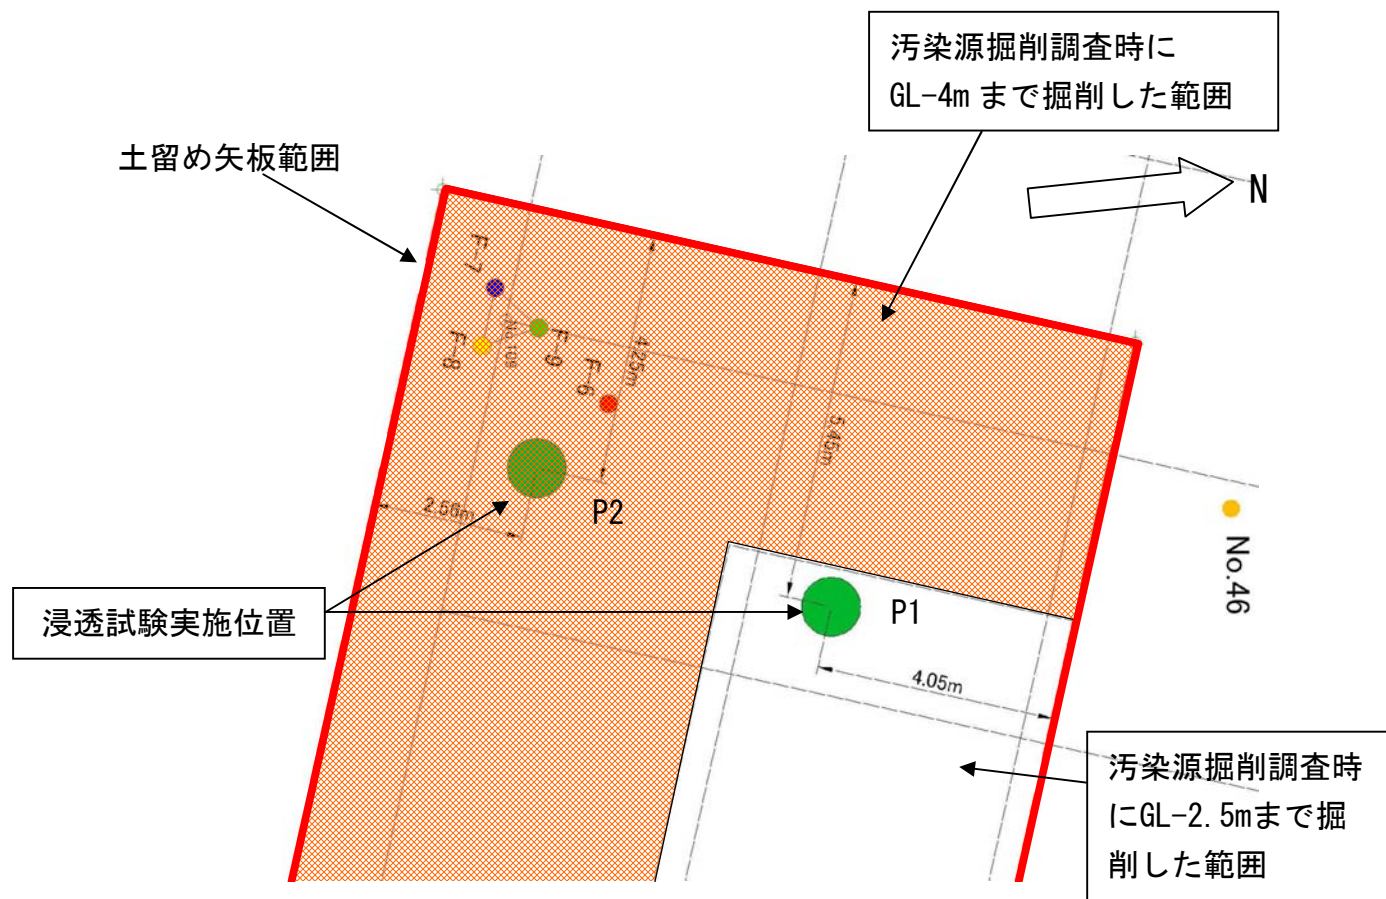 汚染源掘削調査時に
GL-4m まで掘削した範囲
土留め矢板範囲
N
F-7
No.109
F-8
F-9
F-6
4.25m
5.45m
2.56m
P2
No.46
浸透試験実施位置
P1
4.05m
汚染源掘削調査時
にGL-2.5mまで掘
削した範囲